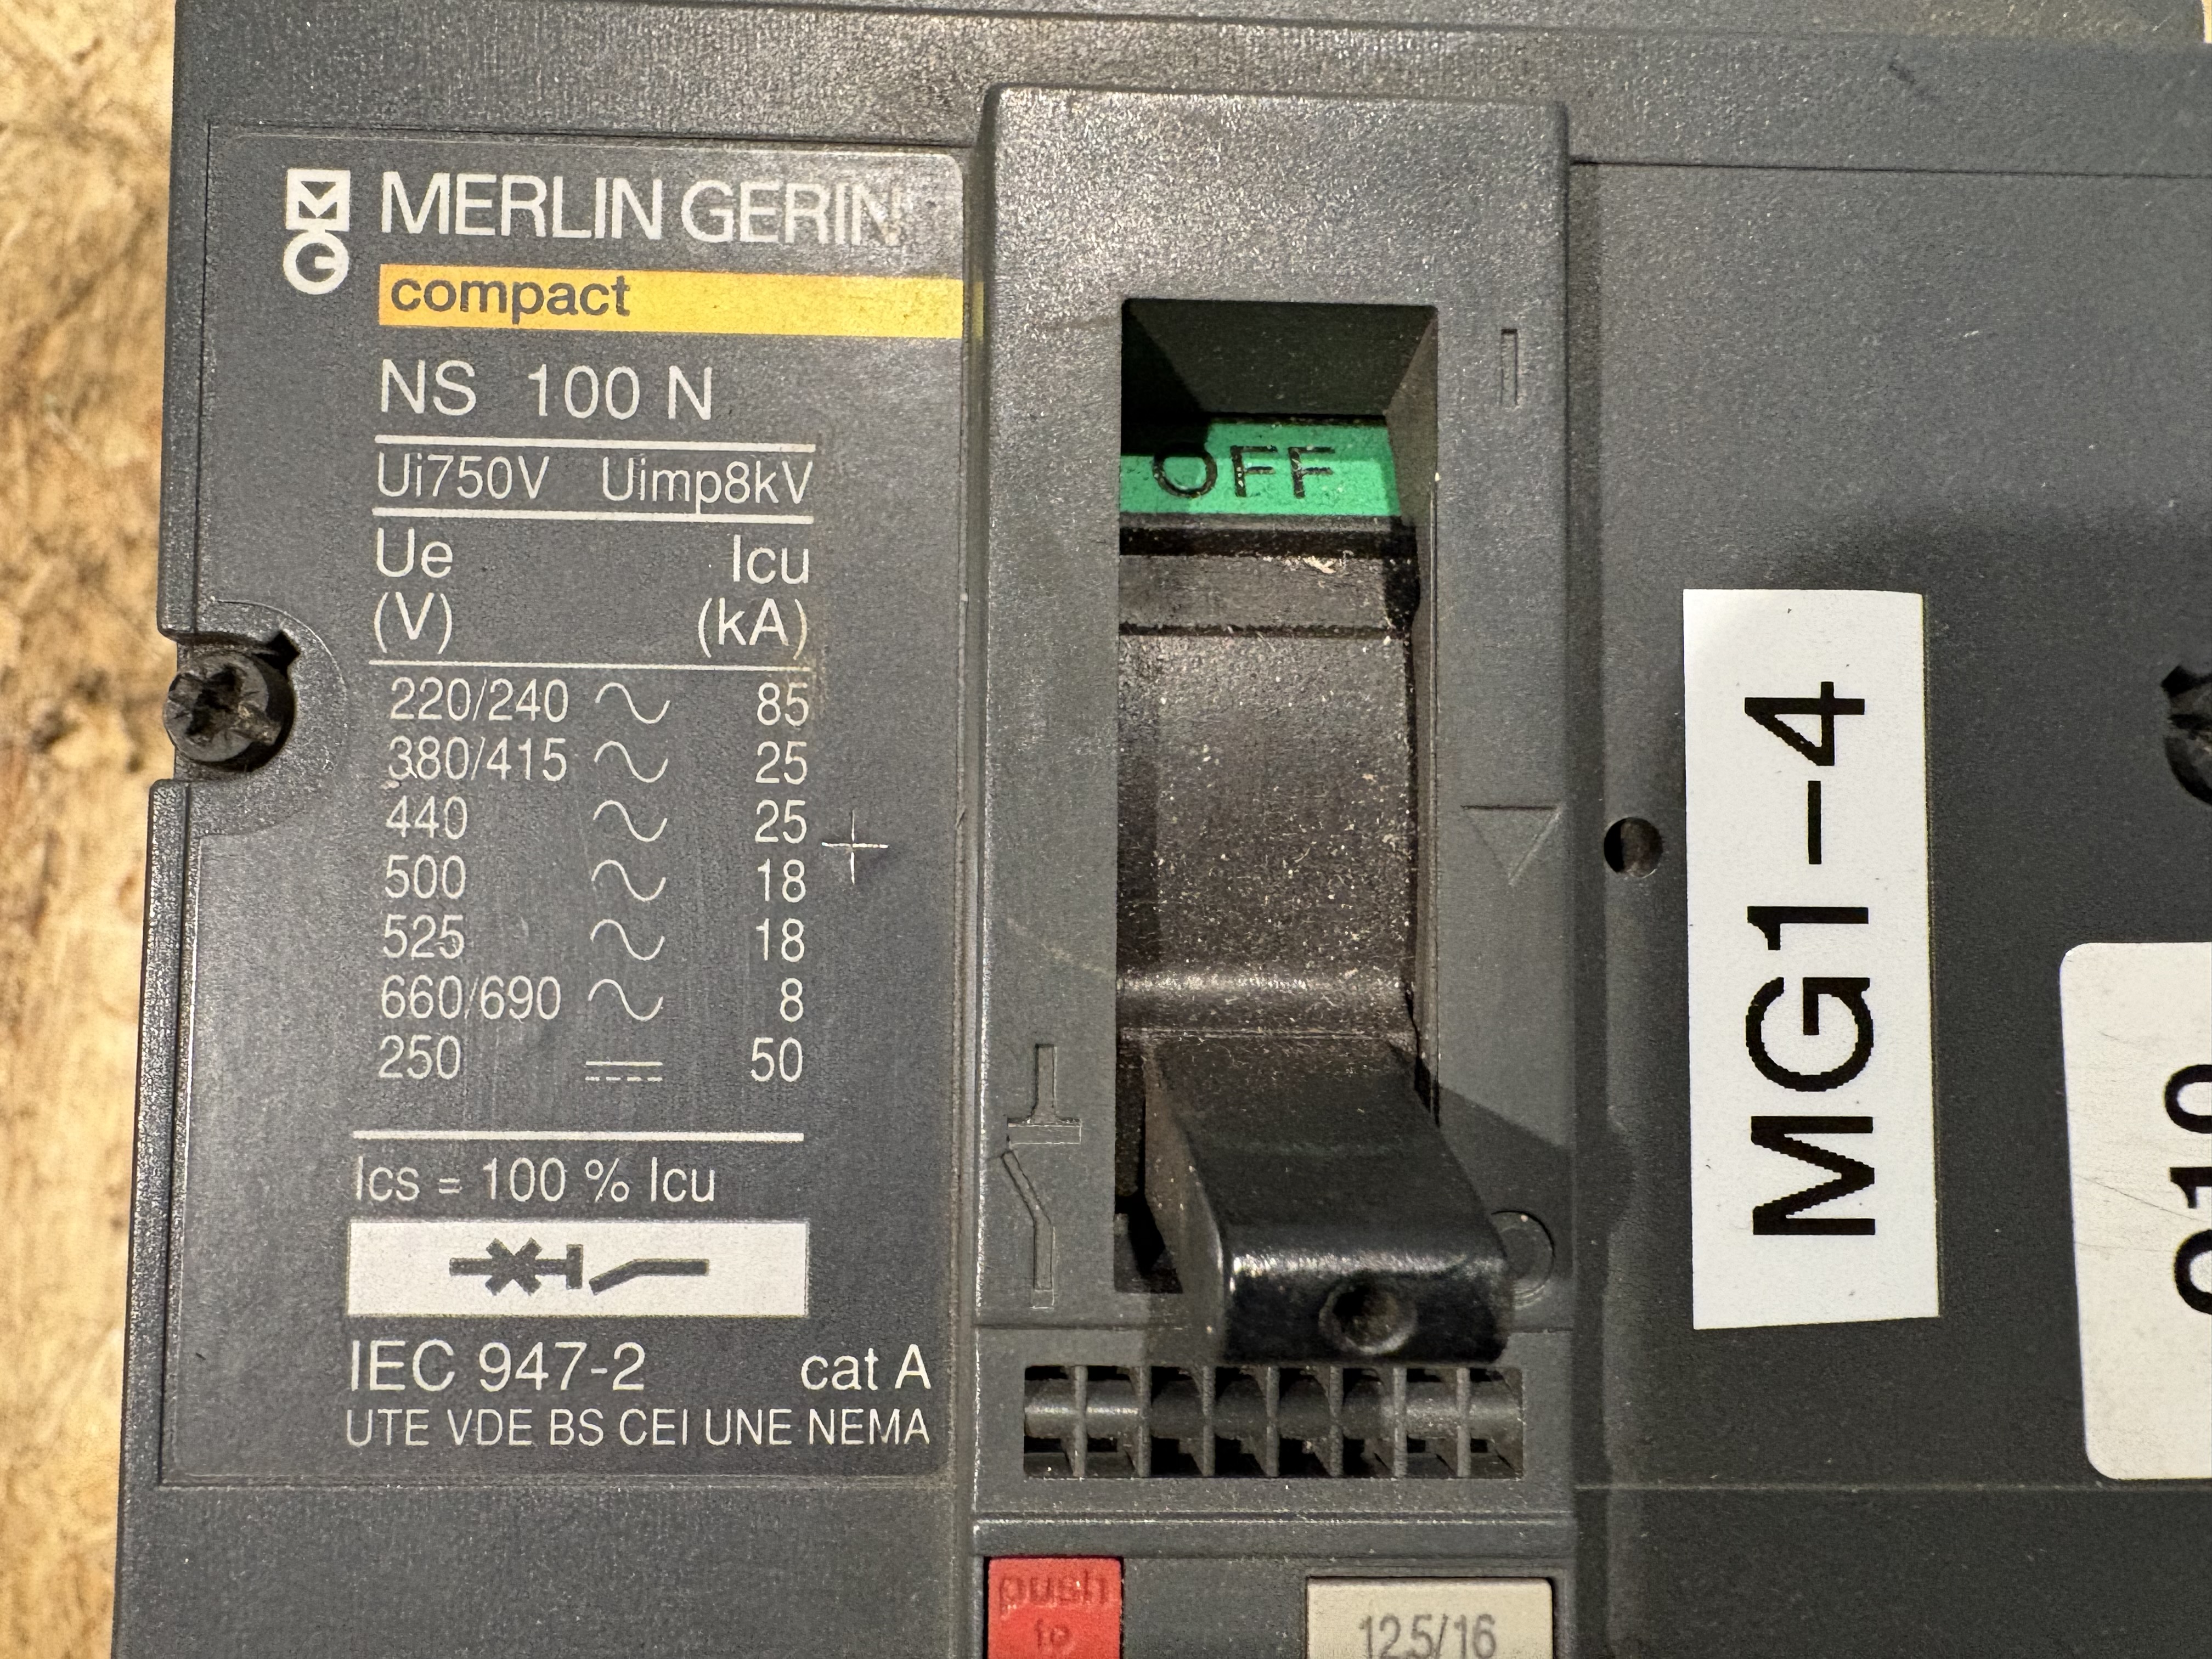 MERLIN GERIN
compact
NS 100 N
Ui750V Uimp8kV
Ue Icu
(V) (kA)
220/240 85
380/415 25
440 25
500 18
525 18
660/690 8
250 50
Ics = 100 % Icu
IEC 947-2 cat A
UTE VDE BS CEI UNE NEMA
OFF
push
to
12.5/16
MG1-4